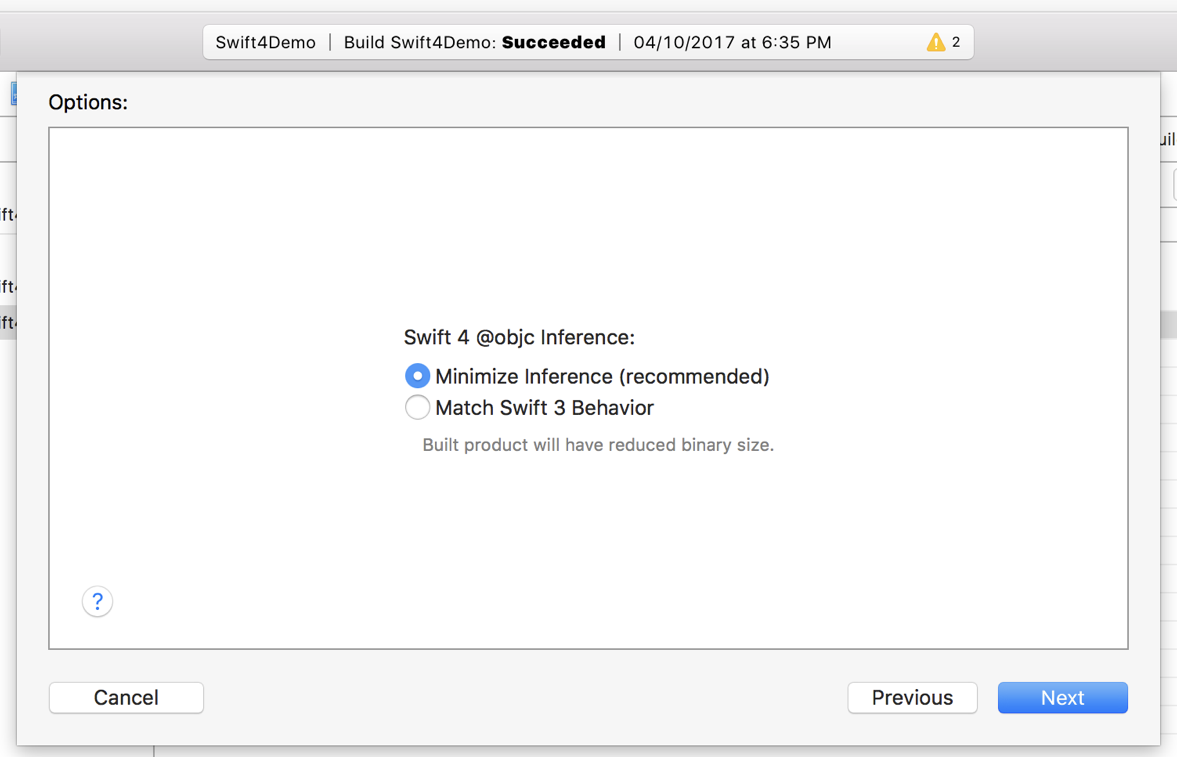 Swift4Demo | Build Swift4Demo: Succeeded | 04/10/2017 at 6:35 PM 2
Options:
Swift 4 @objc Inference:
Minimize Inference (recommended)
Match Swift 3 Behavior
Built product will have reduced binary size.
?
Cancel Previous Next